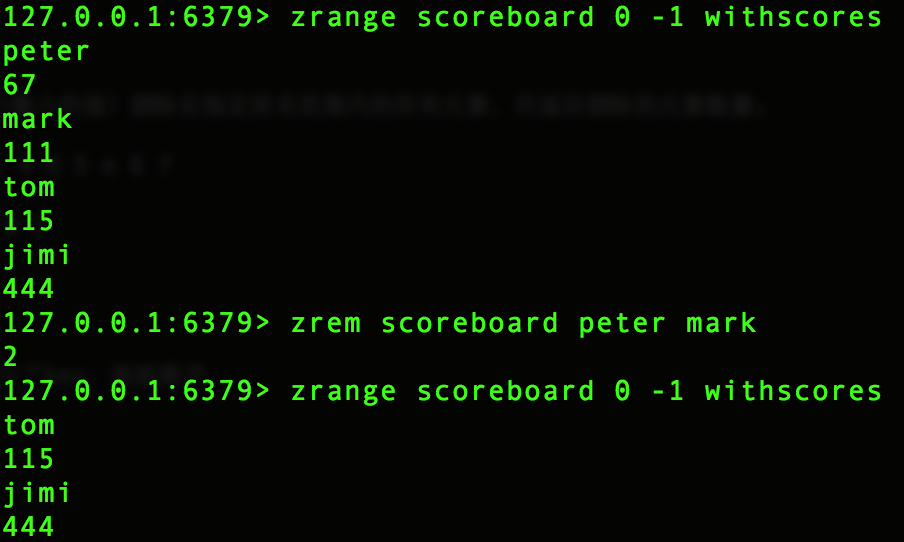 127.0.0.1:6379> zrange scoreboard 0 -1 withscores
peter
67
mark
111
tom
115
jimi
444
127.0.0.1:6379> zrem scoreboard peter mark
2
127.0.0.1:6379> zrange scoreboard 0 -1 withscores
tom
115
jimi
444